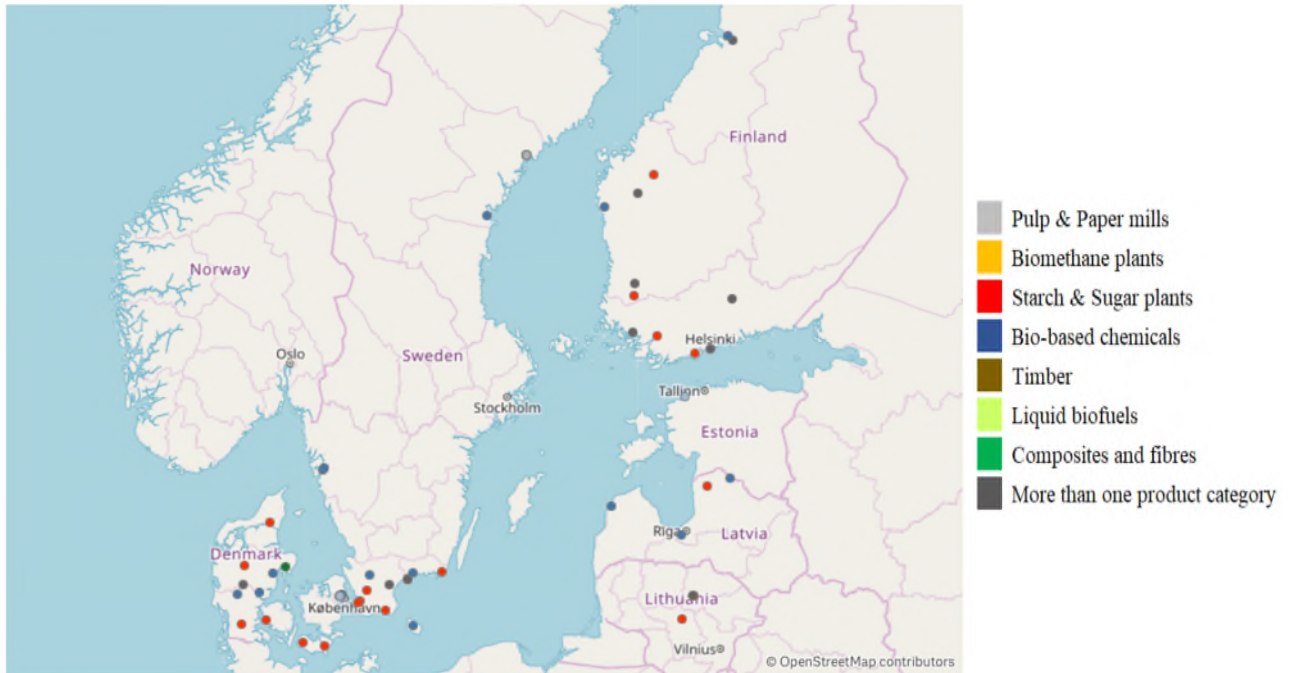 Finland
Norway
Oslo
Sweden
Helsinki
Tallinn
Stockholm
Estonia
Riga
Latvia
Denmark
København
Lithuania
Vilnius
© OpenStreetMap contributors
Pulp & Paper mills
Biomethane plants
Starch & Sugar plants
Bio-based chemicals
Timber
Liquid biofuels
Composites and fibres
More than one product category